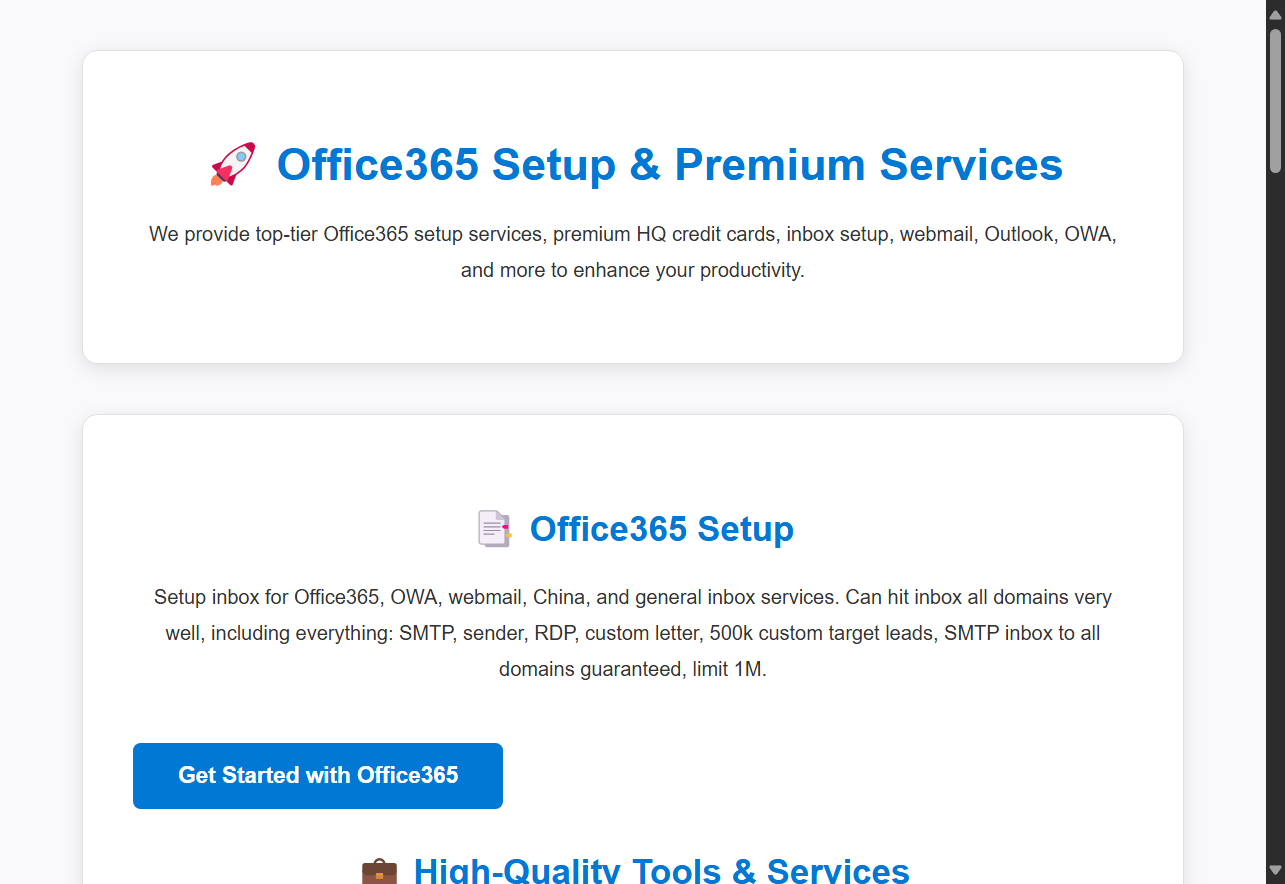 Office365 Setup & Premium Services
We provide top-tier Office365 setup services, premium HQ credit cards, inbox setup, webmail, Outlook, OWA,
and more to enhance your productivity.
Office365 Setup
Setup inbox for Office365, OWA, webmail, China, and general inbox services. Can hit inbox all domains very
well, including everything: SMTP, sender, RDP, custom letter, 500k custom target leads, SMTP inbox to all
domains guaranteed, limit 1M.
Get Started with Office365
High-Quality Tools & Services